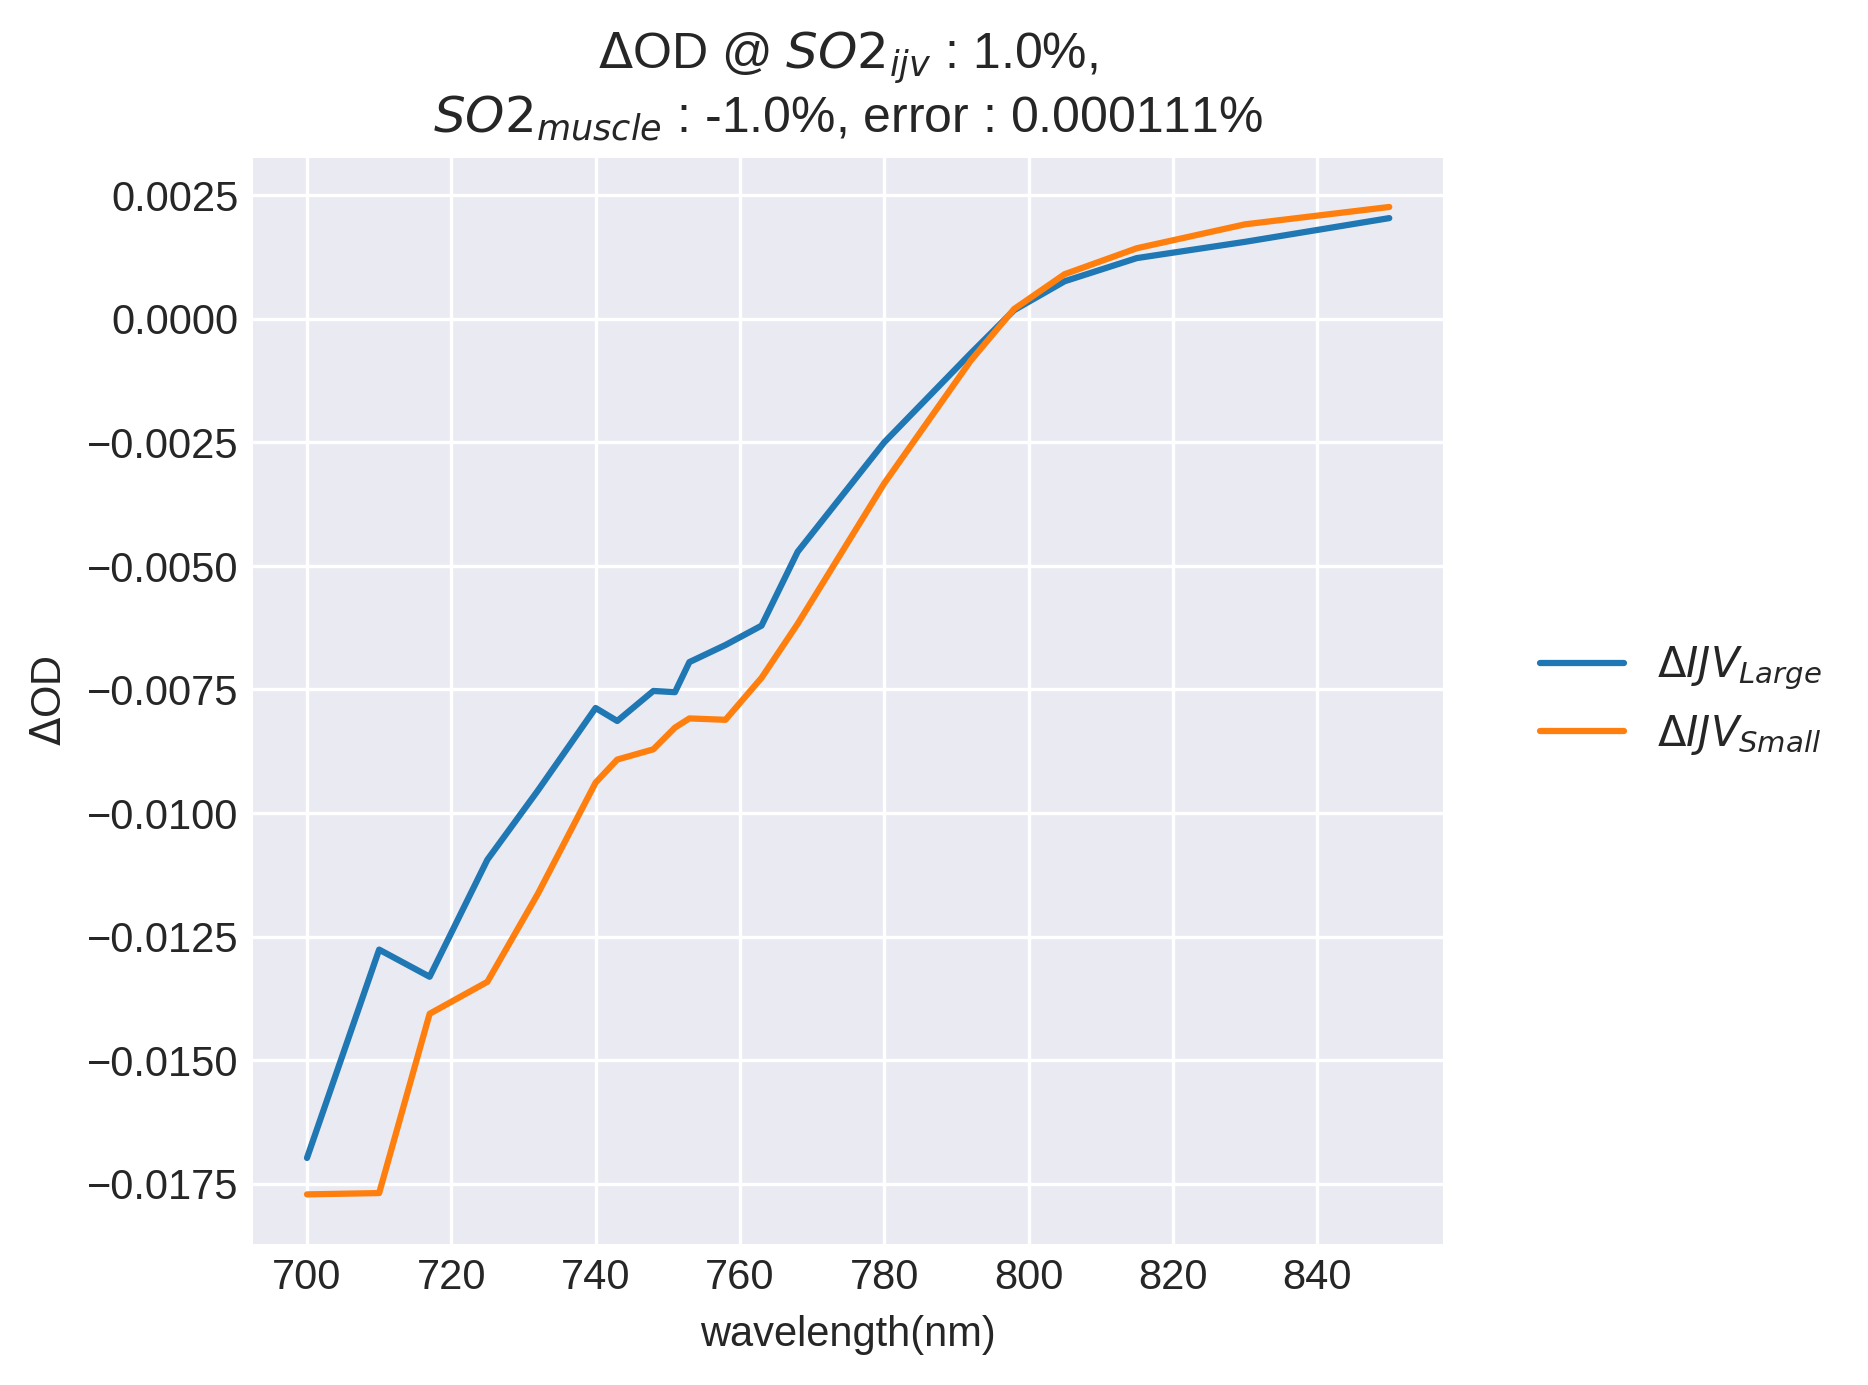 ΔOD @ SO2ijv : 1.0%,
SO2muscle : -1.0%, error : 0.000111%
0.0025
0.0000
−0.0025
−0.0050
−0.0075
−0.0100
−0.0125
−0.0150
−0.0175
ΔOD
700 720 740 760 780 800 820 840
wavelength(nm)
ΔIJVLarge
ΔIJVSmall